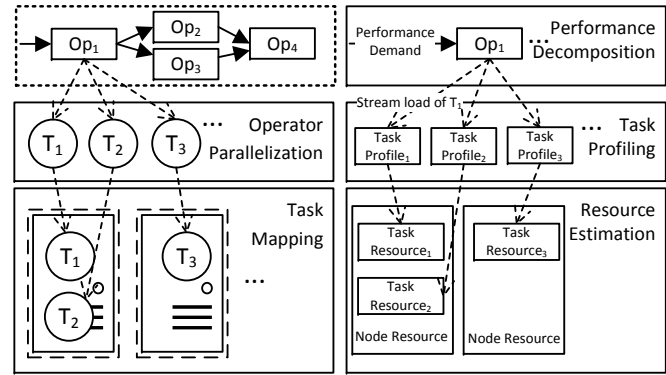 Op1
Op2
Op3
Op4
T1
T2
T3
...
Operator
Parallelization
T1
T2
T3
...
Task
Mapping
Performance
Demand
Op1
...
Performance
Decomposition
Stream load of T1
Task
Profile1
Task
Profile2
Task
Profile3
...
Task
Profiling
Task
Resource1
Task
Resource2
Node Resource
Task
Resource3
Node Resource
Resource
Estimation